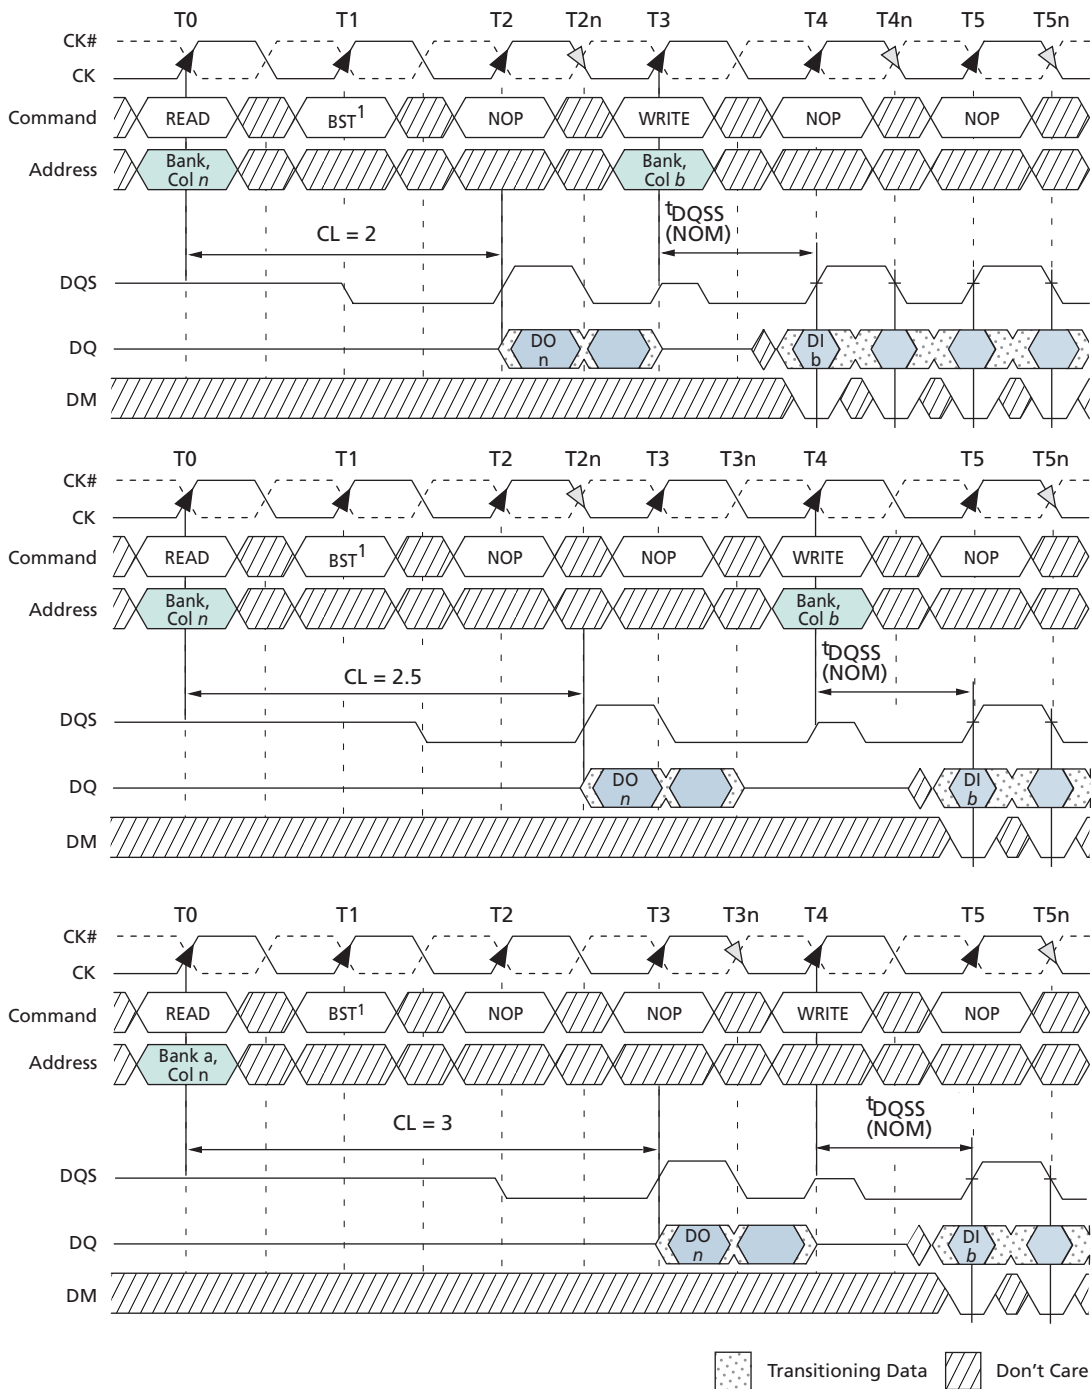 T0 T1 T2 T2n T3 T4 T4n T5 T5n
CK#
CK
Command READ BST1 NOP WRITE NOP NOP
Address Bank, Col n Bank, Col b
CL = 2
tDQSS (NOM)
DQS
DQ DO n DI b
DM
T0 T1 T2 T2n T3 T3n T4 T5 T5n
CK#
CK
Command READ BST1 NOP NOP WRITE NOP
Address Bank, Col n Bank, Col b
CL = 2.5
tDQSS (NOM)
DQS
DQ DO n DI b
DM
T0 T1 T2 T3 T3n T4 T5 T5n
CK#
CK
Command READ BST1 NOP NOP WRITE NOP
Address Bank a, Col n
CL = 3
tDQSS (NOM)
DQS
DQ DO n DI b
DM
Transitioning Data Don't Care